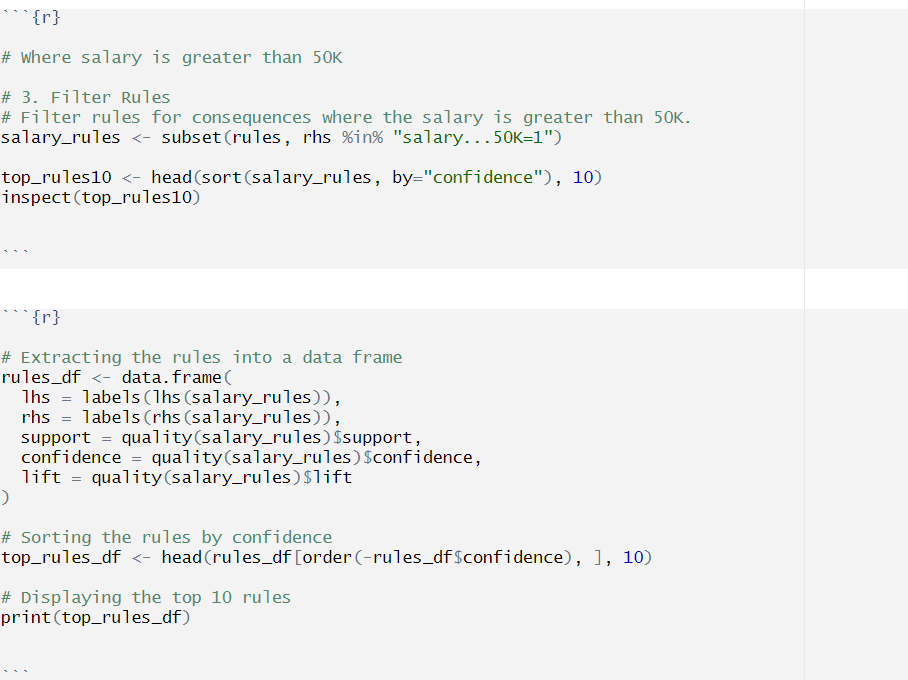 ```{r}
# Where salary is greater than 50K
# 3. Filter Rules
# Filter rules for consequences where the salary is greater than 50K.
salary_rules <- subset(rules, rhs %in% "salary...50K=1")
top_rules10 <- head(sort(salary_rules, by="confidence"), 10)
inspect(top_rules10)
```
```{r}
# Extracting the rules into a data frame
rules_df <- data.frame(
  lhs = labels(lhs(salary_rules)),
  rhs = labels(rhs(salary_rules)),
  support = quality(salary_rules)$support,
  confidence = quality(salary_rules)$confidence,
  lift = quality(salary_rules)$lift
)
# Sorting the rules by confidence
top_rules_df <- head(rules_df[order(-rules_df$confidence), ], 10)
# Displaying the top 10 rules
print(top_rules_df)
```